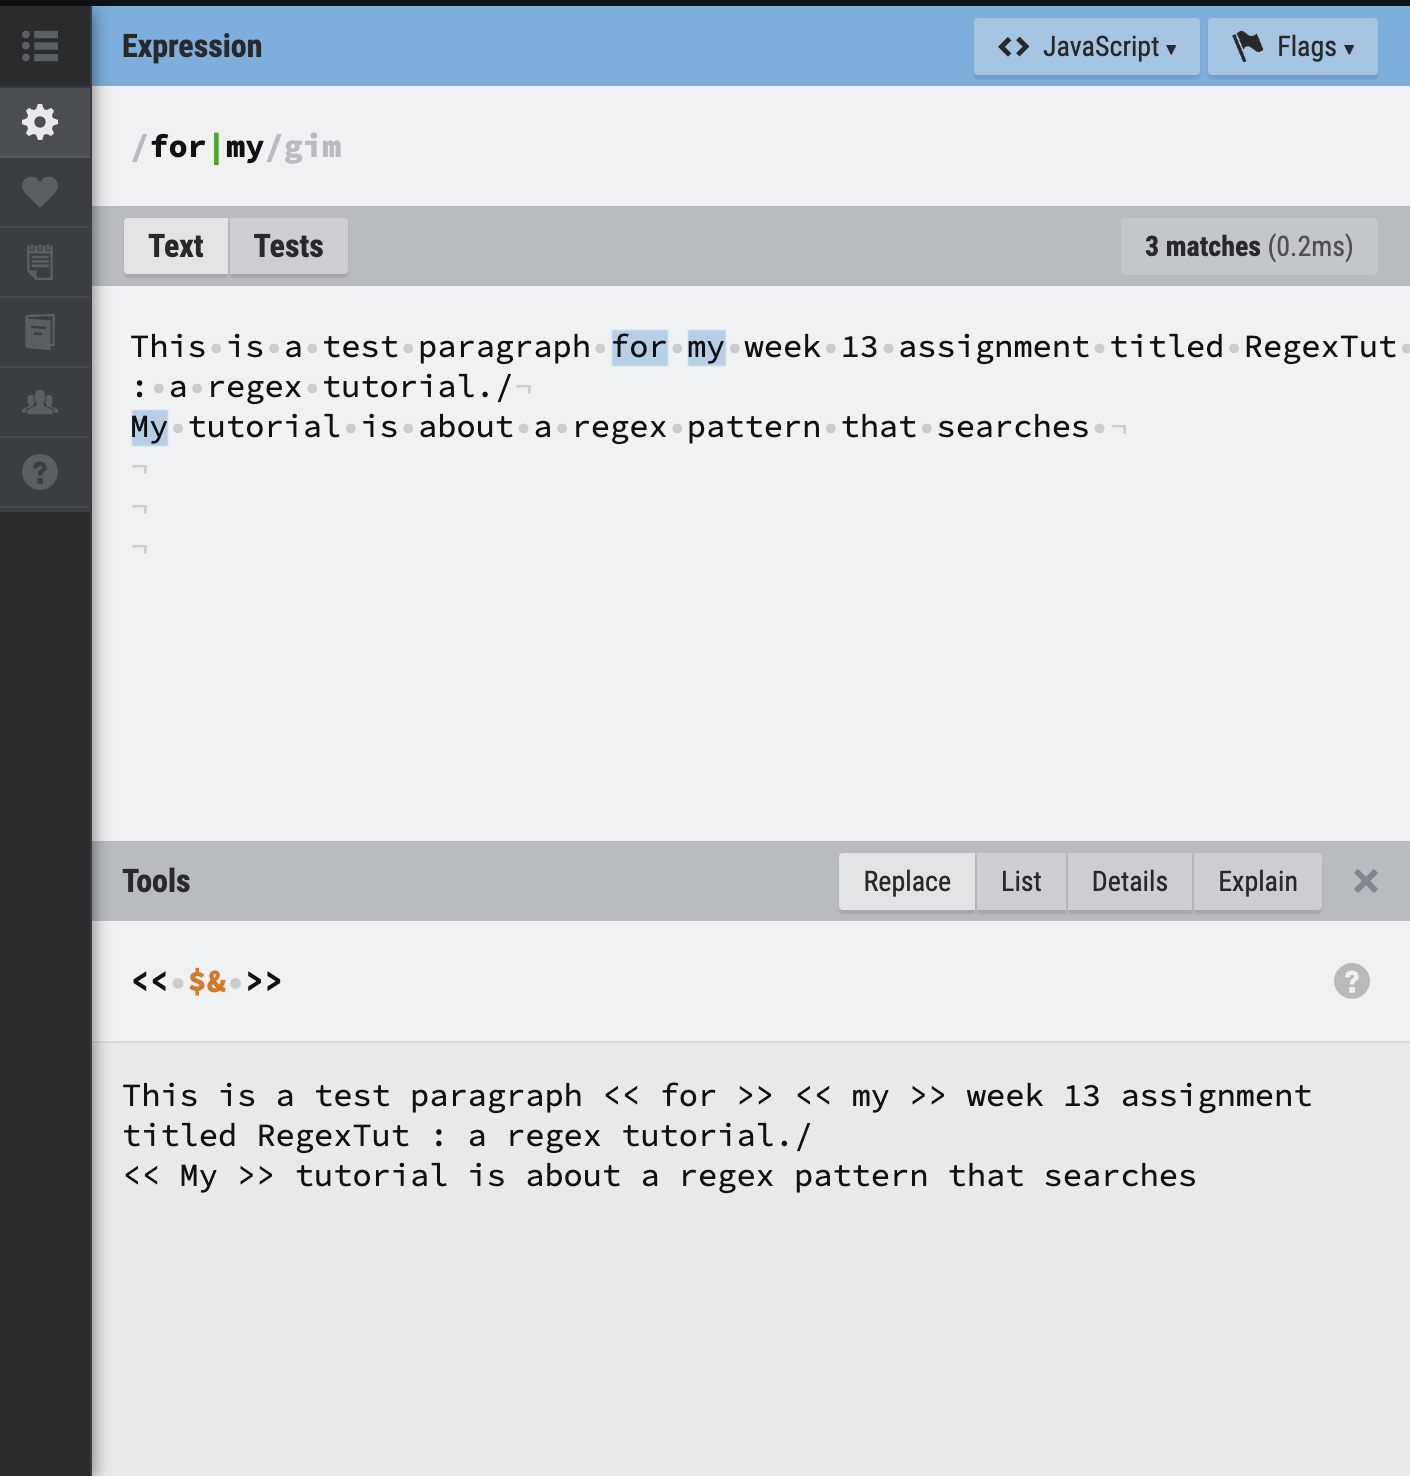 Expression
<> JavaScript ▾
Flags ▾
/for|my/gim
Text
Tests
3 matches (0.2ms)
This is a test paragraph for my week 13 assignment titled RegexTut
: a regex tutorial./
My tutorial is about a regex pattern that searches
Tools
Replace
List
Details
Explain
<< $& >>
This is a test paragraph << for >> << my >> week 13 assignment
titled RegexTut : a regex tutorial./
<< My >> tutorial is about a regex pattern that searches